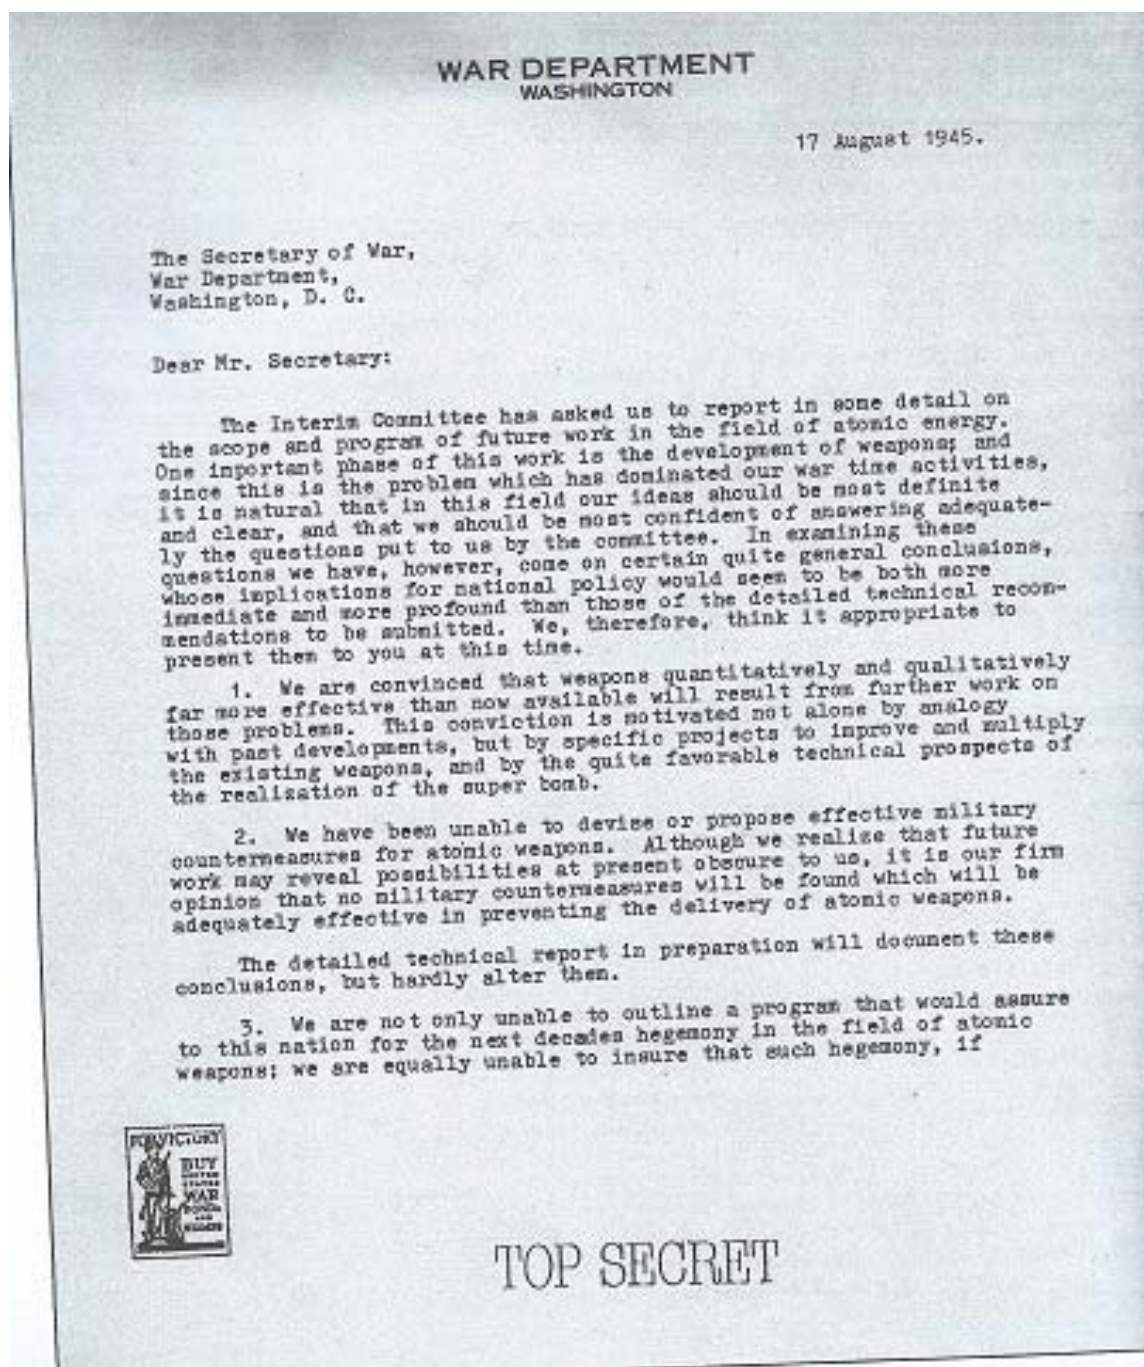 WAR DEPARTMENT
WASHINGTON
17 August 1945.
The Secretary of War,
War Department,
Washington, D. C.
Dear Mr. Secretary:
The Interim Committee has asked us to report in some detail on
the scope and program of future work in the field of atomic energy.
One important phase of this work is the development of weapons; and
since this is the problem which has dominated our war time activities,
it is natural that in this field our ideas should be most definite
and clear, and that we should be most confident of answering adequate-
ly the questions put to us by the committee. In examining these
questions we have, however, come on certain quite general conclusions,
whose implications for national policy would seem to be both more
immediate and more profound than those of the detailed technical recom-
mendations to be submitted. We, therefore, think it appropriate to
present them to you at this time.
1. We are convinced that weapons quantitatively and qualitatively
far more effective than now available will result from further work on
those problems. This conviction is motivated not alone by analogy
with past developments, but by specific projects to improve and multiply
the existing weapons, and by the quite favorable technical prospects of
the realization of the super bomb.
2. We have been unable to devise or propose effective military
countermeasures for atomic weapons. Although we realize that future
work may reveal possibilities at present obscure to us, it is our firm
opinion that no military countermeasures will be found which will be
adequately effective in preventing the delivery of atomic weapons.
The detailed technical report in preparation will document these
conclusions, but hardly alter them.
3. We are not only unable to outline a program that would assure
to this nation for the next decades hegemony in the field of atomic
weapons; we are equally unable to insure that such hegemony, if
FOR VICTORY
BUY
UNITED
STATES
WAR
BONDS
AND
STAMPS
TOP SECRET